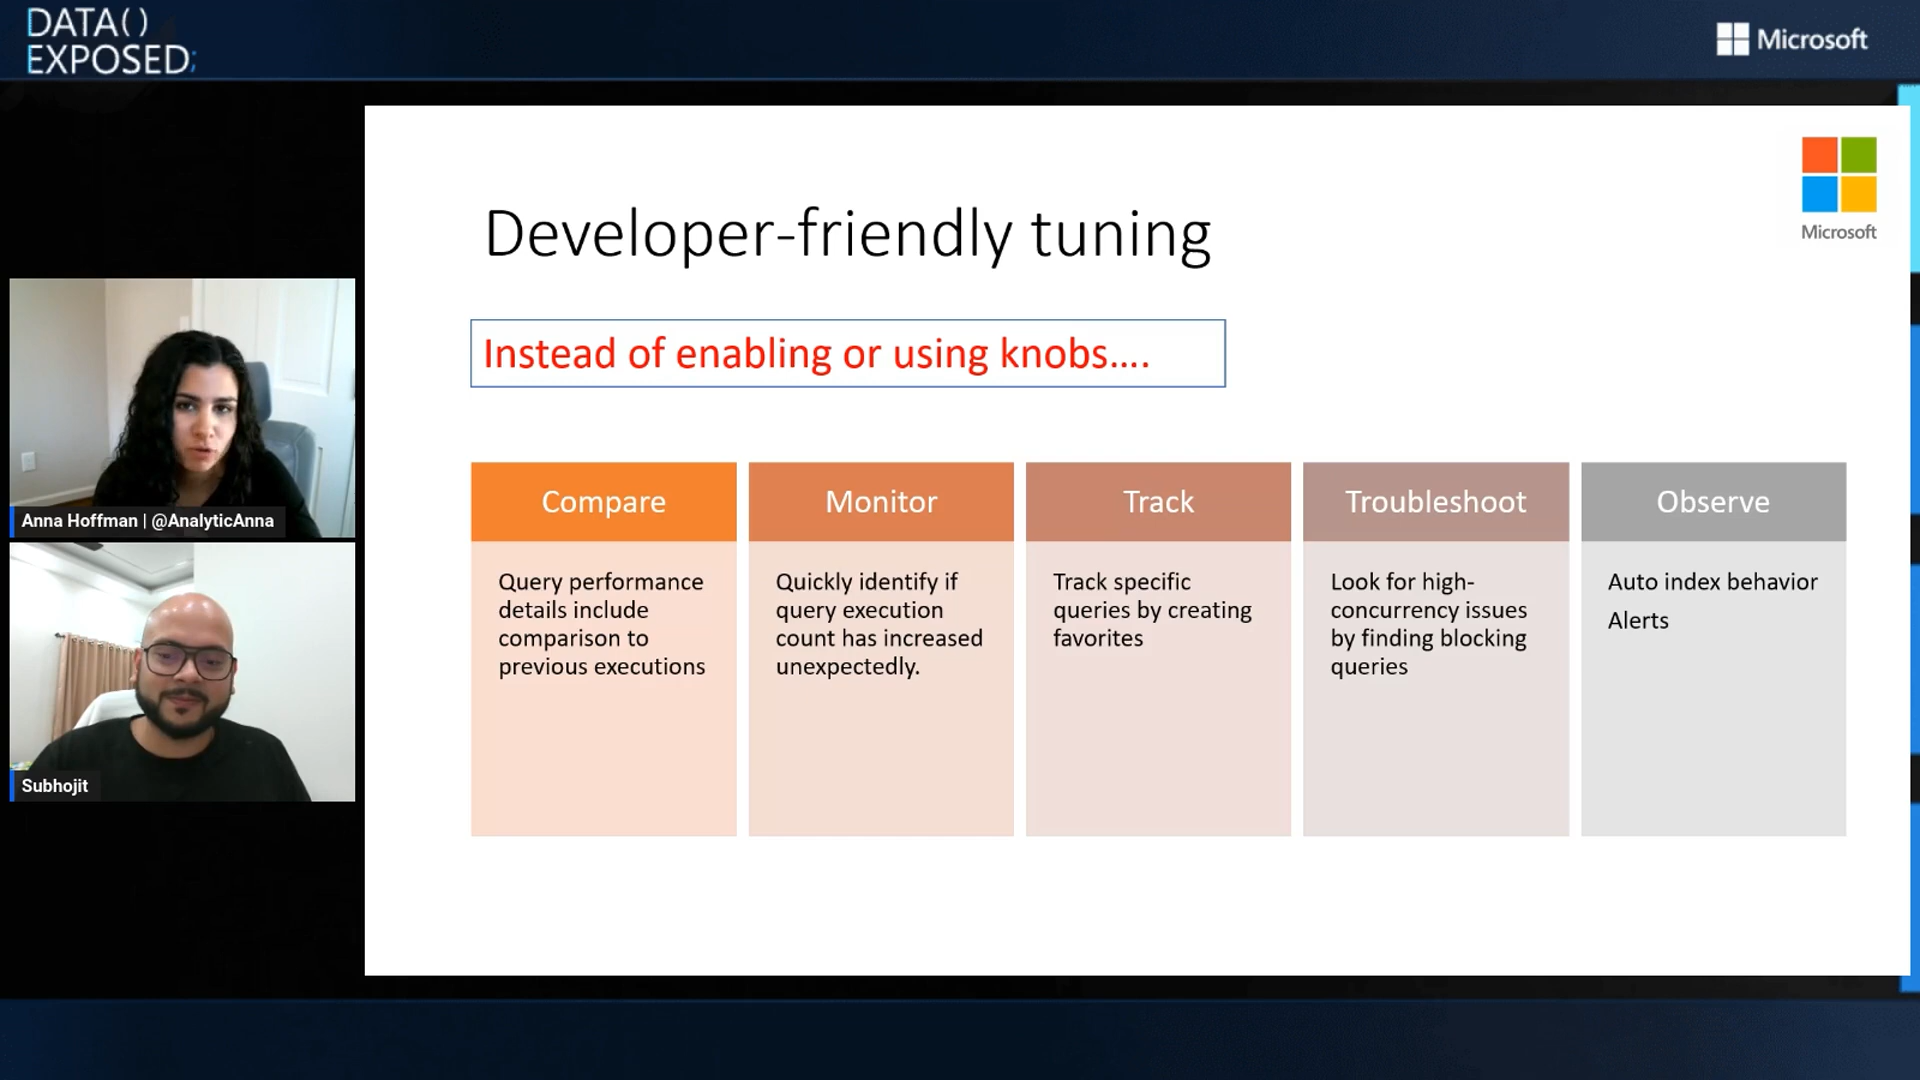 DATA()
EXPOSED;
Microsoft
Microsoft
Developer-friendly tuning
Instead of enabling or using knobs....
Compare
Query performance
details include
comparison to
previous executions
Monitor
Quickly identify if
query execution
count has increased
unexpectedly.
Track
Track specific
queries by creating
favorites
Troubleshoot
Look for high-
concurrency issues
by finding blocking
queries
Observe
Auto index behavior
Alerts
Anna Hoffman | @AnalyticAnna
Subhojit